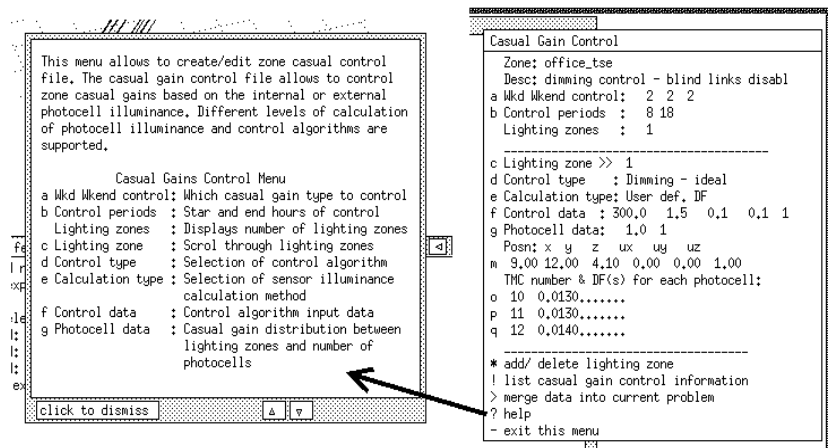 This menu allows to create/edit zone casual control
file. The casual gain control file allows to control
zone casual gains based on the internal or external
photocell illuminance. Different levels of calculation
of photocell illuminance and control algorithms are
supported.
Casual Gains Control Menu
a Wkd Wkend control: Which casual gain type to control
b Control periods : Star and end hours of control
Lighting zones : Displays number of lighting zones
c Lighting zone : Scrol through lighting zones
d Control type : Selection of control algorithm
e Calculation type : Selection of sensor illuminance
calculation method
f Control data : Control algorithm input data
g Photocell data : Casual gain distribution between
lighting zones and number of
photocells
click to dismiss
Casual Gain Control
Zone: office_tse
Desc: dimming control - blind links disabl
a Wkd Wkend control: 2 2 2
b Control periods : 8 18
Lighting zones : 1
c Lighting zone >> 1
d Control type : Dimming - ideal
e Calculation type: User def. DF
f Control data : 300.0 1.5 0.1 0.1 1
g Photocell data: 1.0 1
Posn: x y z ux uy uz
m 9.00 12.00 4.10 0.00 0.00 1.00
TMC number & DF(s) for each photocell:
o 10 0.0130.......
p 11 0.0130.......
q 12 0.0140.......
* add/ delete lighting zone
! list casual gain control information
> merge data into current problem
? help
- exit this menu